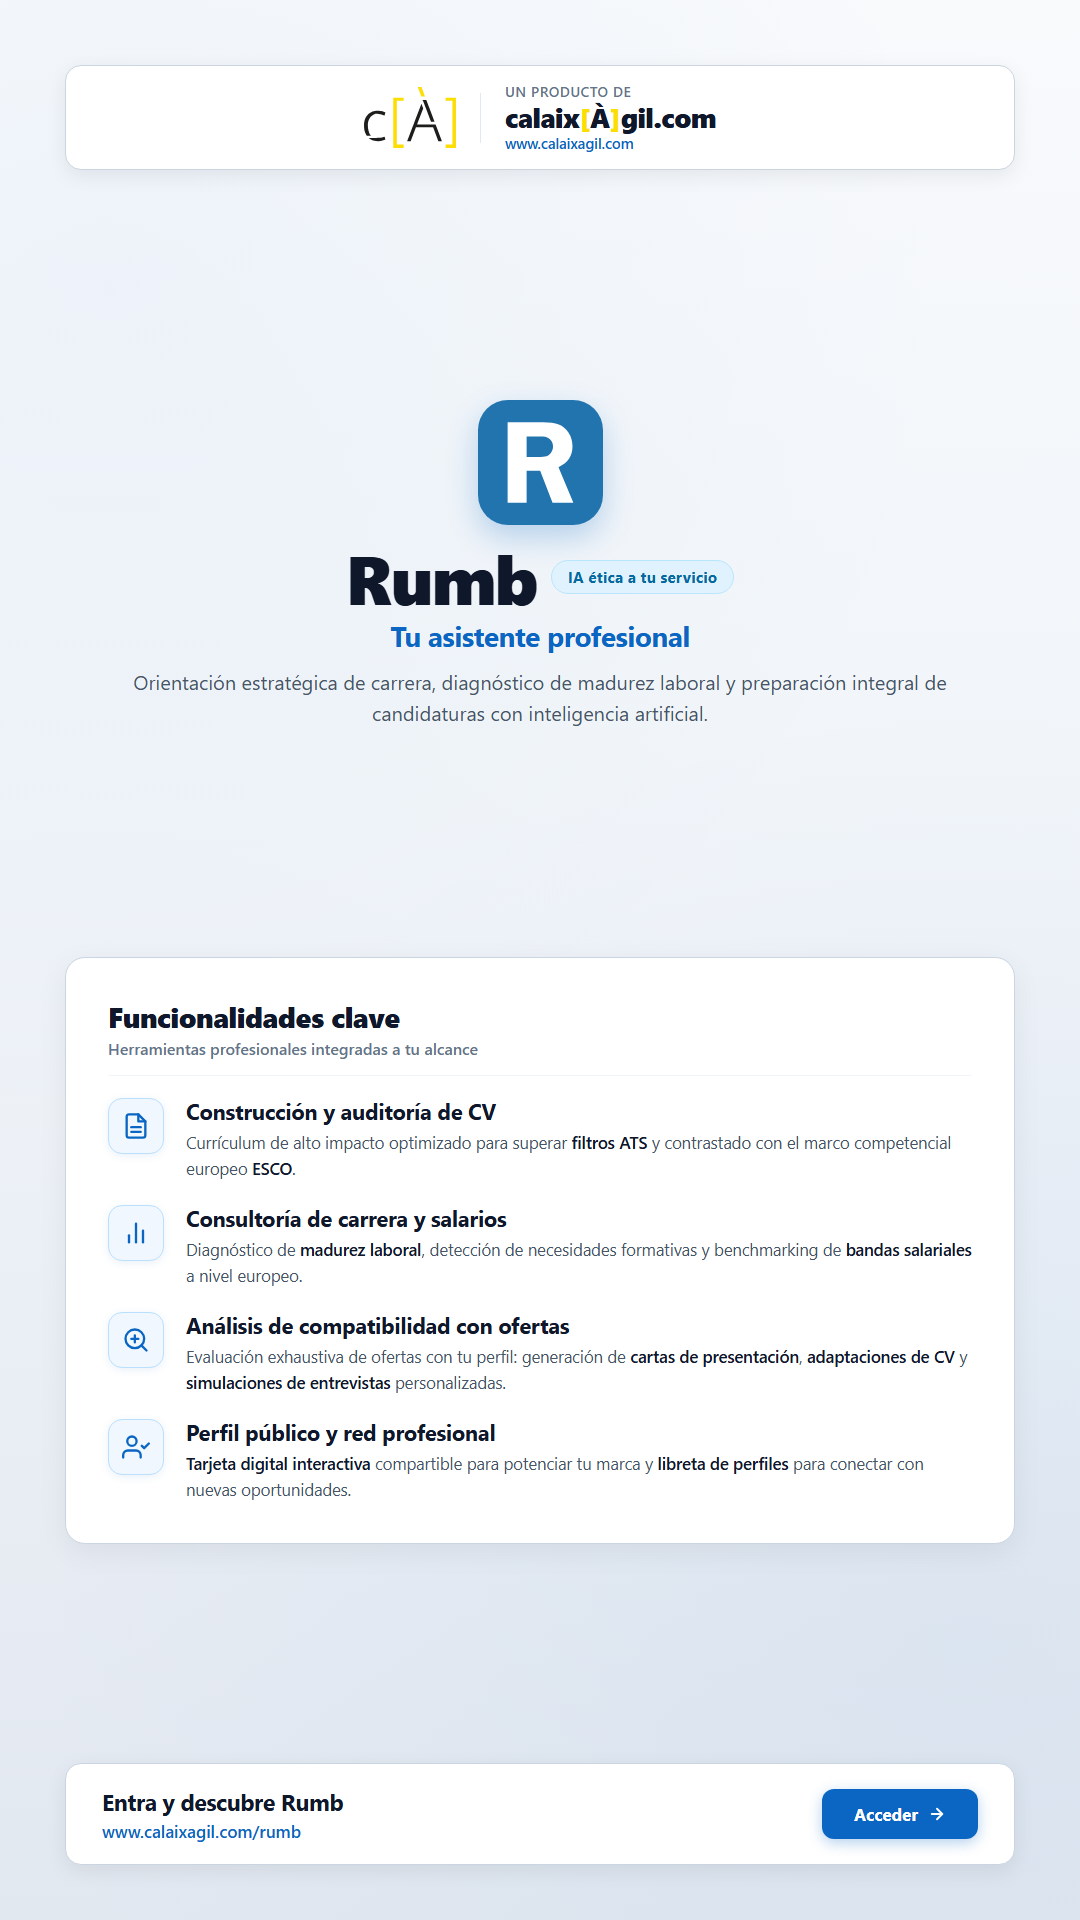 c[À]
UN PRODUCTO DE
calaix[À]gil.com
www.calaixagil.com
R
Rumb
IA ética a tu servicio
Tu asistente profesional
Orientación estratégica de carrera, diagnóstico de madurez laboral y preparación integral de
candidaturas con inteligencia artificial.
Funcionalidades clave
Herramientas profesionales integradas a tu alcance
Construcción y auditoría de CV
Currículum de alto impacto optimizado para superar filtros ATS y contrastado con el marco competencial
europeo ESCO.
Consultoría de carrera y salarios
Diagnóstico de madurez laboral, detección de necesidades formativas y benchmarking de bandas salariales
a nivel europeo.
Análisis de compatibilidad con ofertas
Evaluación exhaustiva de ofertas con tu perfil: generación de cartas de presentación, adaptaciones de CV y
simulaciones de entrevistas personalizadas.
Perfil público y red profesional
Tarjeta digital interactiva compartible para potenciar tu marca y libreta de perfiles para conectar con
nuevas oportunidades.
Entra y descubre Rumb
www.calaixagil.com/rumb
Acceder →